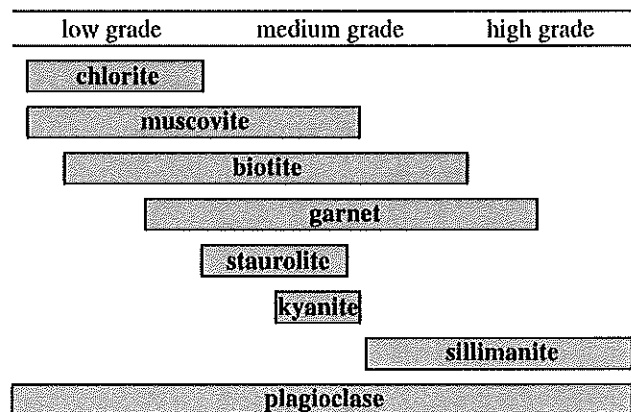 low grade medium grade high grade
chlorite
muscovite
biotite
garnet
staurolite
kyanite
sillimanite
plagioclase